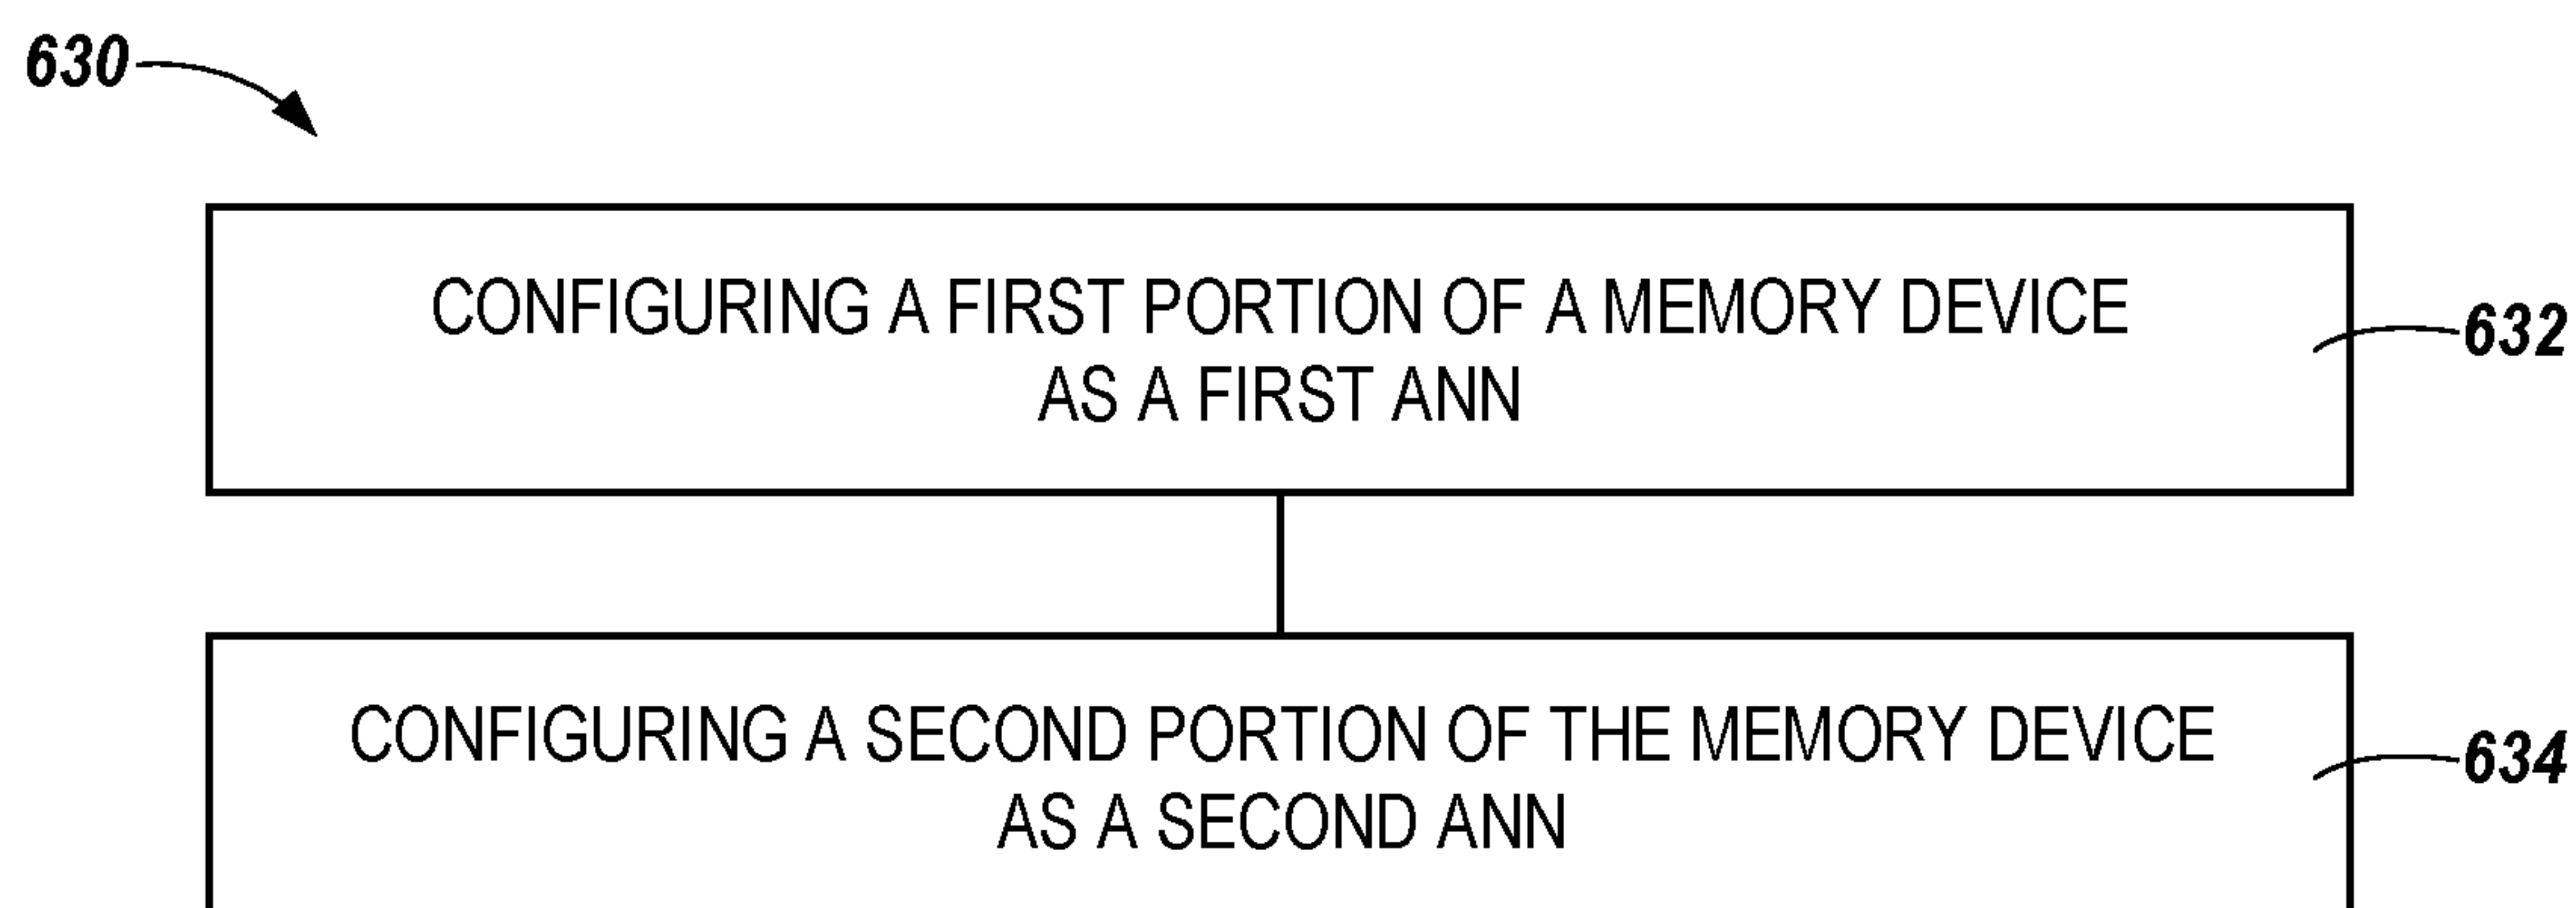 630
CONFIGURING A FIRST PORTION OF A MEMORY DEVICE
AS A FIRST ANN
632
CONFIGURING A SECOND PORTION OF THE MEMORY DEVICE
AS A SECOND ANN
634